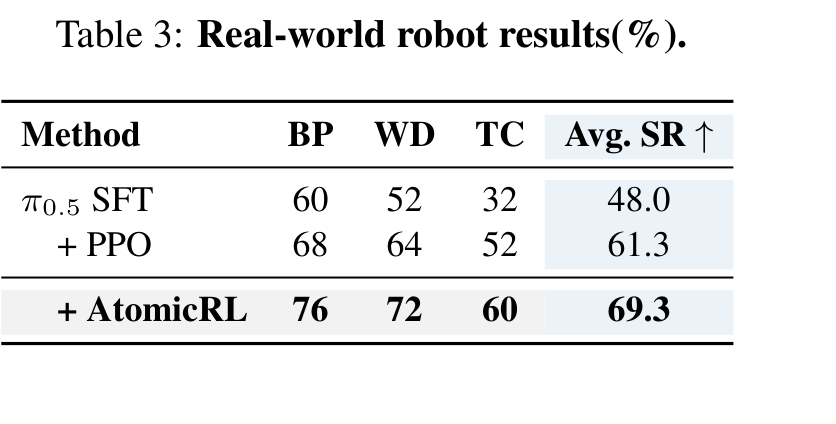 Table 3: Real-world robot results(%).
Method BP WD TC Avg. SR ↑
π0.5 SFT 60 52 32 48.0
+ PPO 68 64 52 61.3
+ AtomicRL 76 72 60 69.3